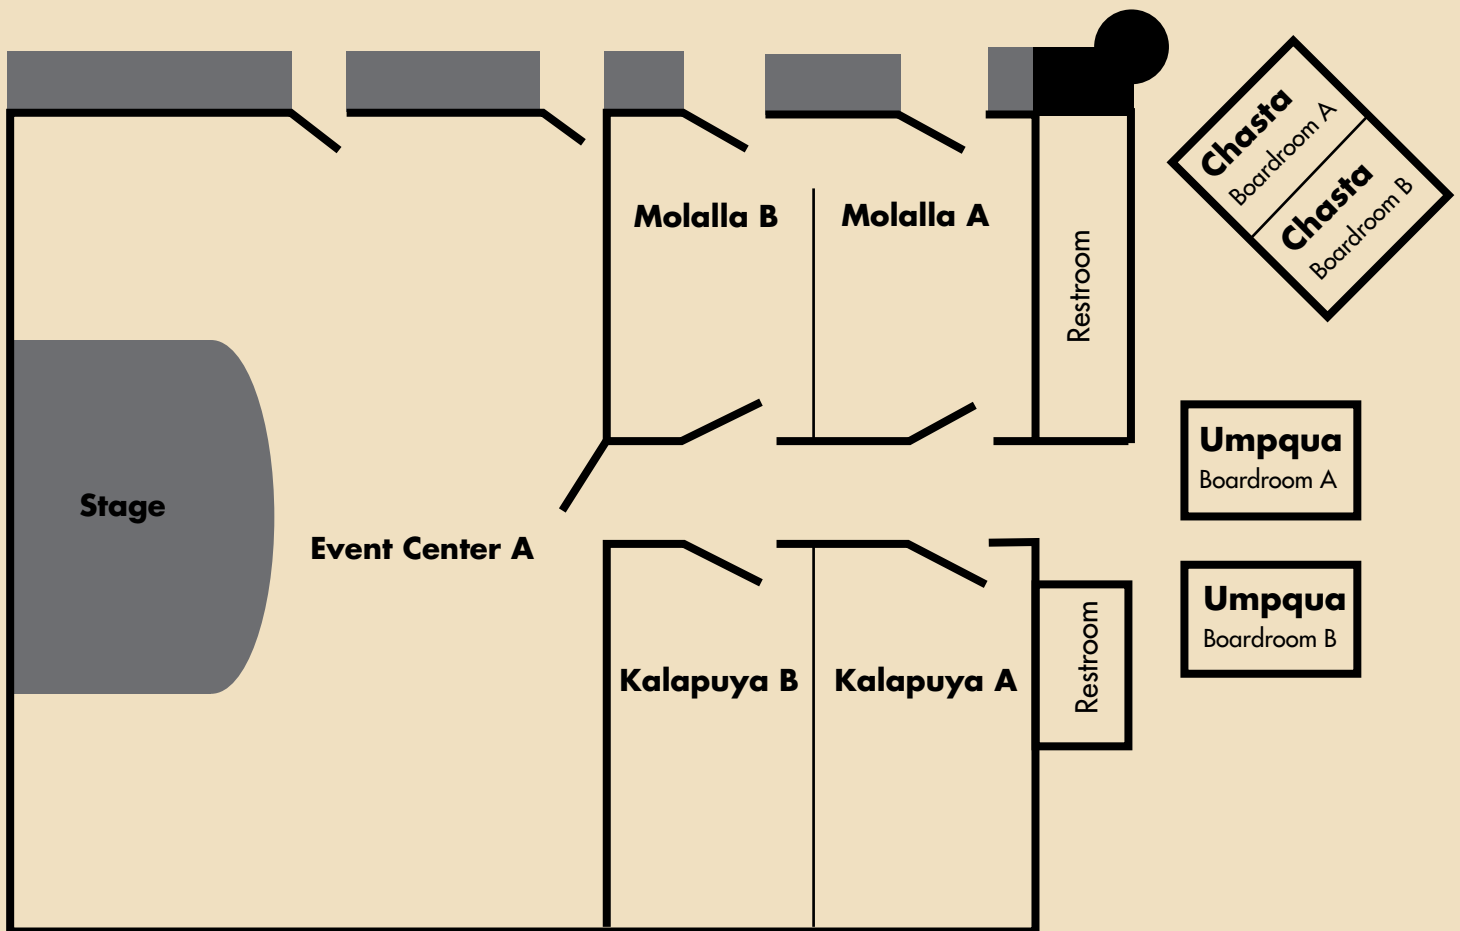 Chasta
Boardroom A
Chasta
Boardroom B
Molalla B
Molalla A
Restroom
Umpqua
Boardroom A
Stage
Event Center A
Umpqua
Boardroom B
Kalapuya B
Kalapuya A
Restroom